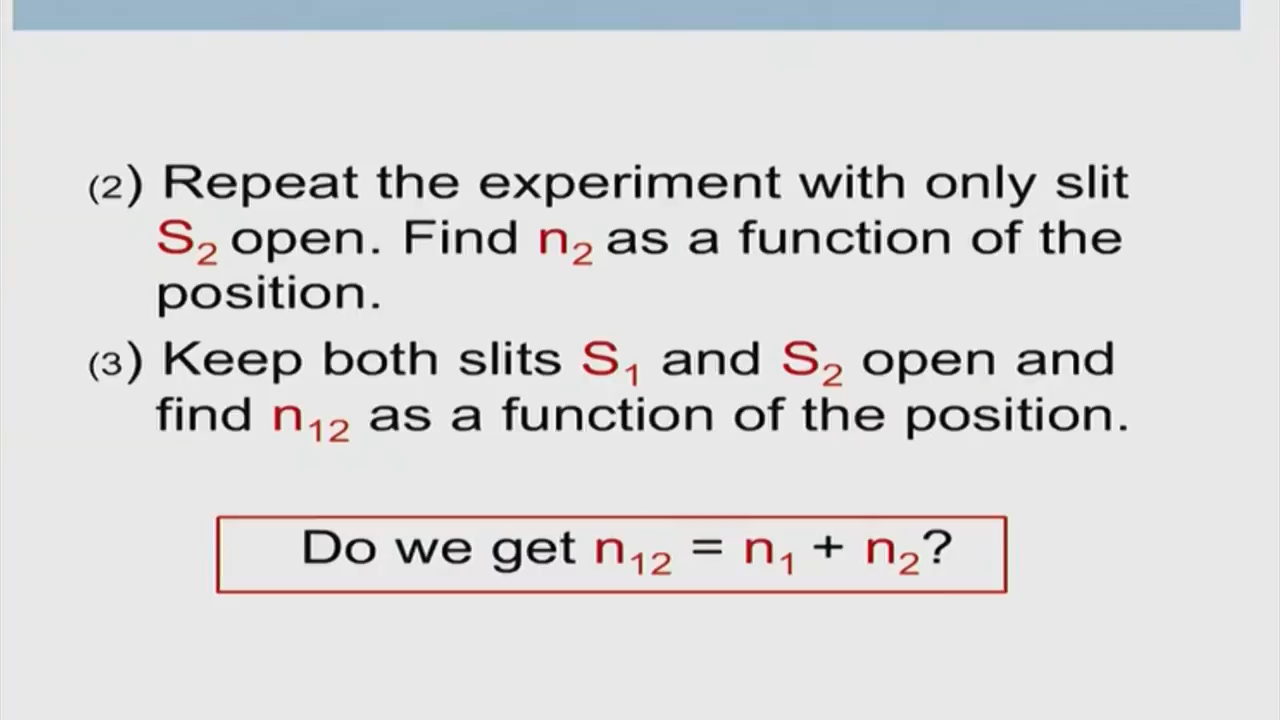 (2) Repeat the experiment with only slit
S₂ open. Find n₂ as a function of the
position.
(3) Keep both slits S₁ and S₂ open and
find n₁₂ as a function of the position.
Do we get n₁₂ = n₁ + n₂?